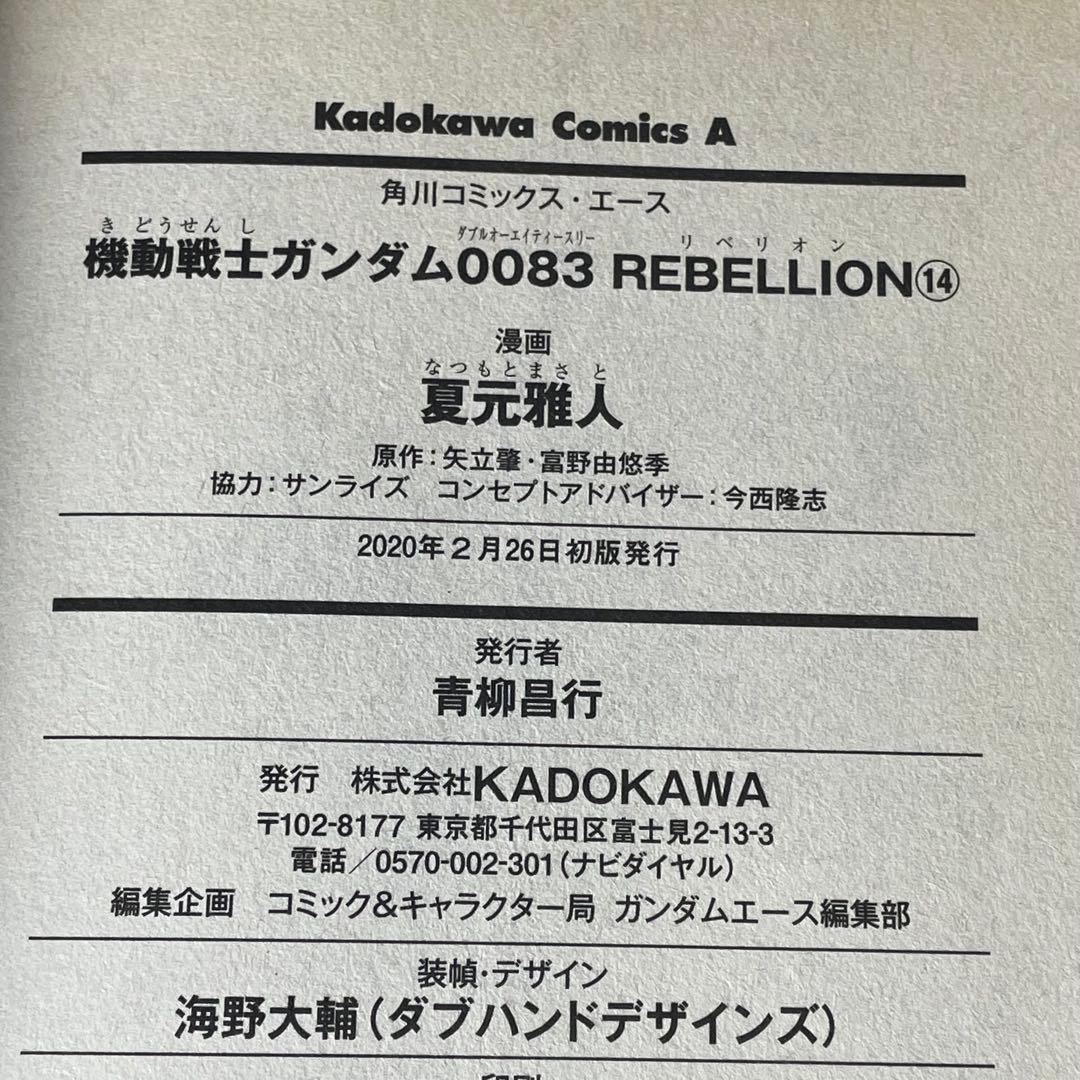 Kadokawa Comics A
角川コミックス・エース
きどうせんし ダブルオーエイティースリー リベリオン
機動戦士ガンダム0083 REBELLION⑭
漫画
なつもとまさと
夏元雅人
原作：矢立肇・富野由悠季
協力：サンライズ　コンセプトアドバイザー：今西隆志
2020年2月26日初版発行
発行者
青柳昌行
発行　株式会社KADOKAWA
〒102-8177 東京都千代田区富士見2-13-3
電話／0570-002-301（ナビダイヤル）
編集企画　コミック&キャラクター局 ガンダムエース編集部
装幀・デザイン
海野大輔（ダブハンドデザインズ）